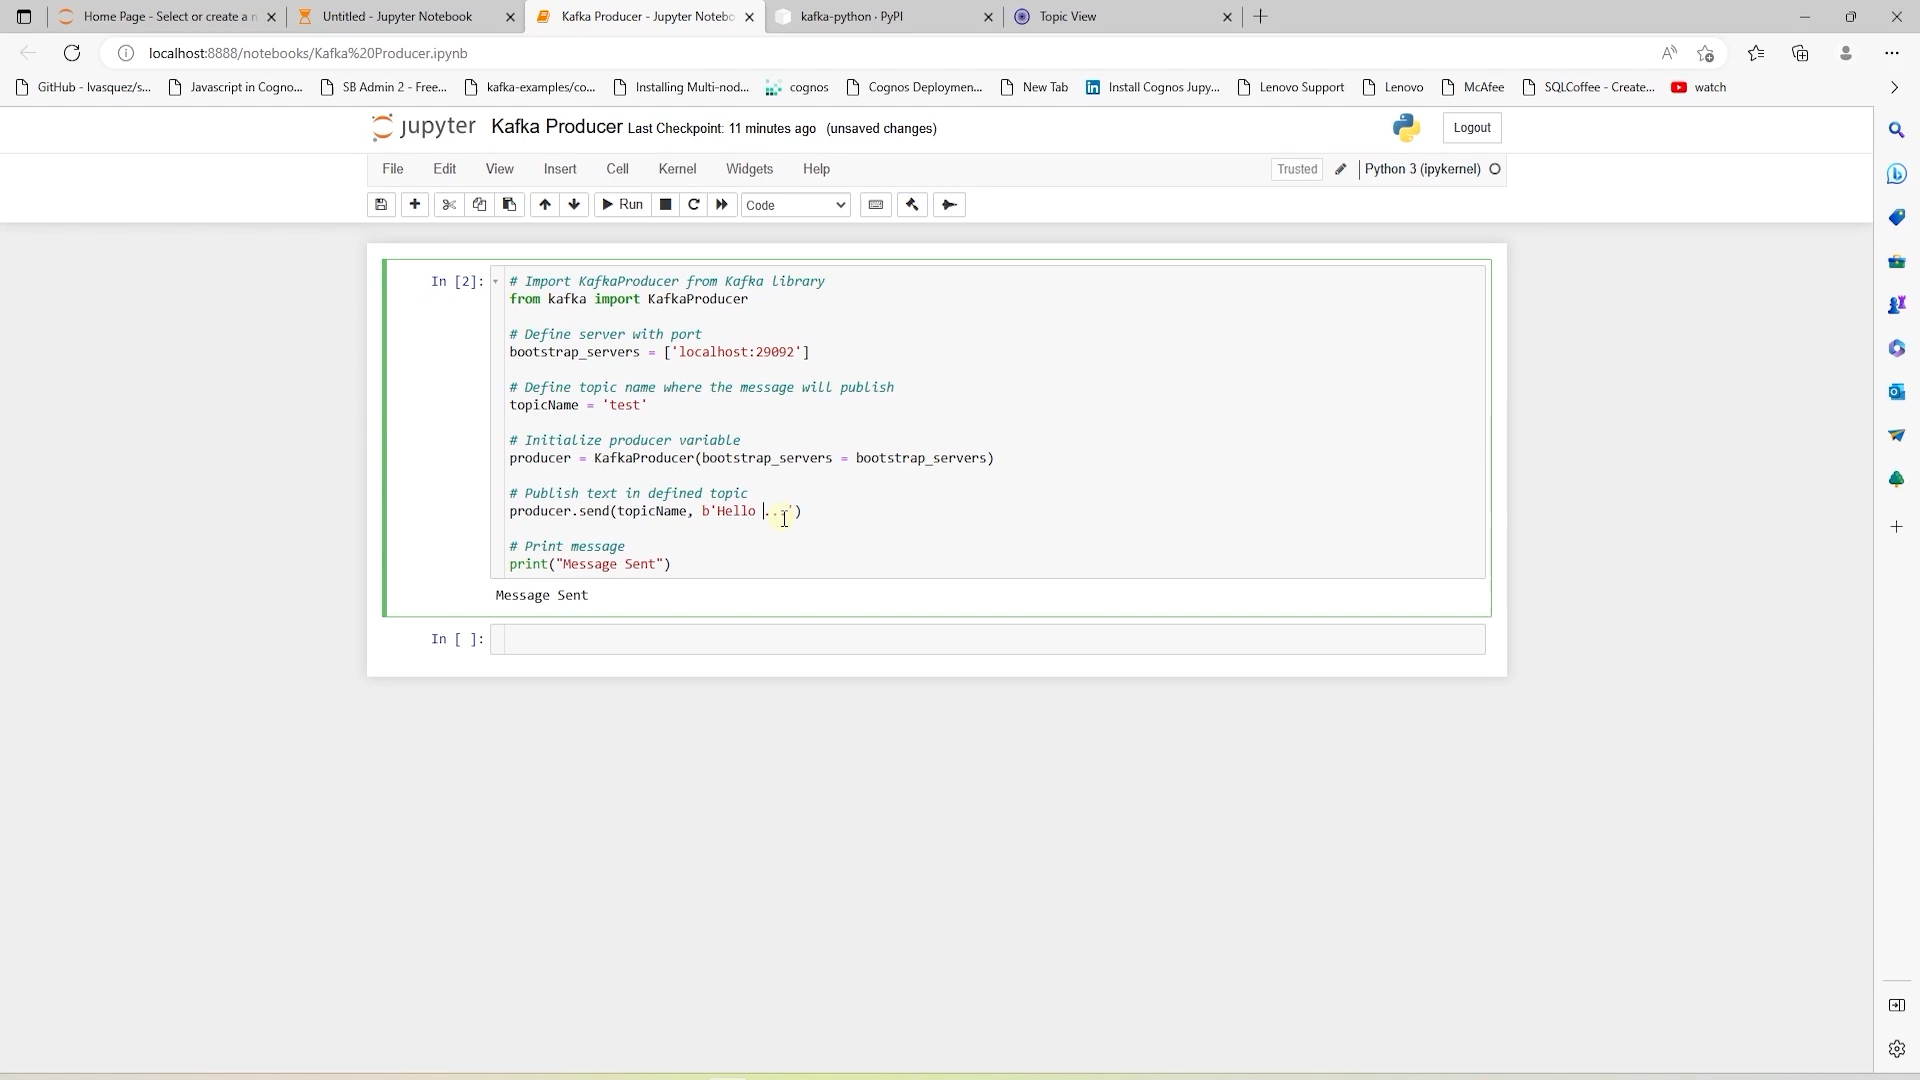 Home Page - Select or create a n
Untitled - Jupyter Notebook
Kafka Producer - Jupyter Notebo
kafka-python · PyPI
Topic View
localhost:8888/notebooks/Kafka%20Producer.ipynb
GitHub - lvasquez/s...
Javascript in Cogno...
SB Admin 2 - Free...
kafka-examples/co...
Installing Multi-nod...
cognos
Cognos Deploymen...
New Tab
Install Cognos Jupy...
Lenovo Support
Lenovo
McAfee
SQLCoffee - Create...
watch
jupyter Kafka Producer Last Checkpoint: 11 minutes ago (unsaved changes)
Logout
File Edit View Insert Cell Kernel Widgets Help
Trusted
Python 3 (ipykernel)
Run
Code
In [2]:
# Import KafkaProducer from Kafka library
from kafka import KafkaProducer
# Define server with port
bootstrap_servers = ['localhost:29092']
# Define topic name where the message will publish
topicName = 'test'
# Initialize producer variable
producer = KafkaProducer(bootstrap_servers = bootstrap_servers)
# Publish text in defined topic
producer.send(topicName, b'Hello ...')
# Print message
print("Message Sent")
Message Sent
In [ ]: